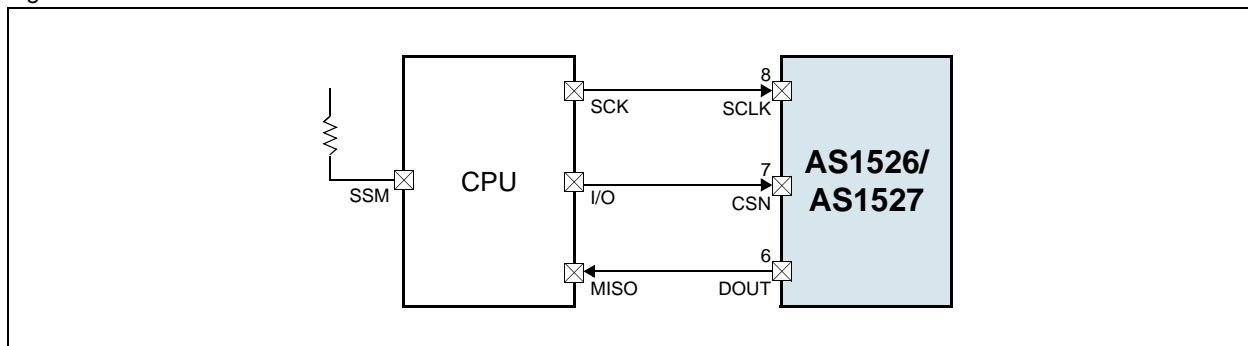 SCK
8
SCLK
SSM
CPU
I/O
7
CSN
AS1526/
AS1527
MISO
6
DOUT